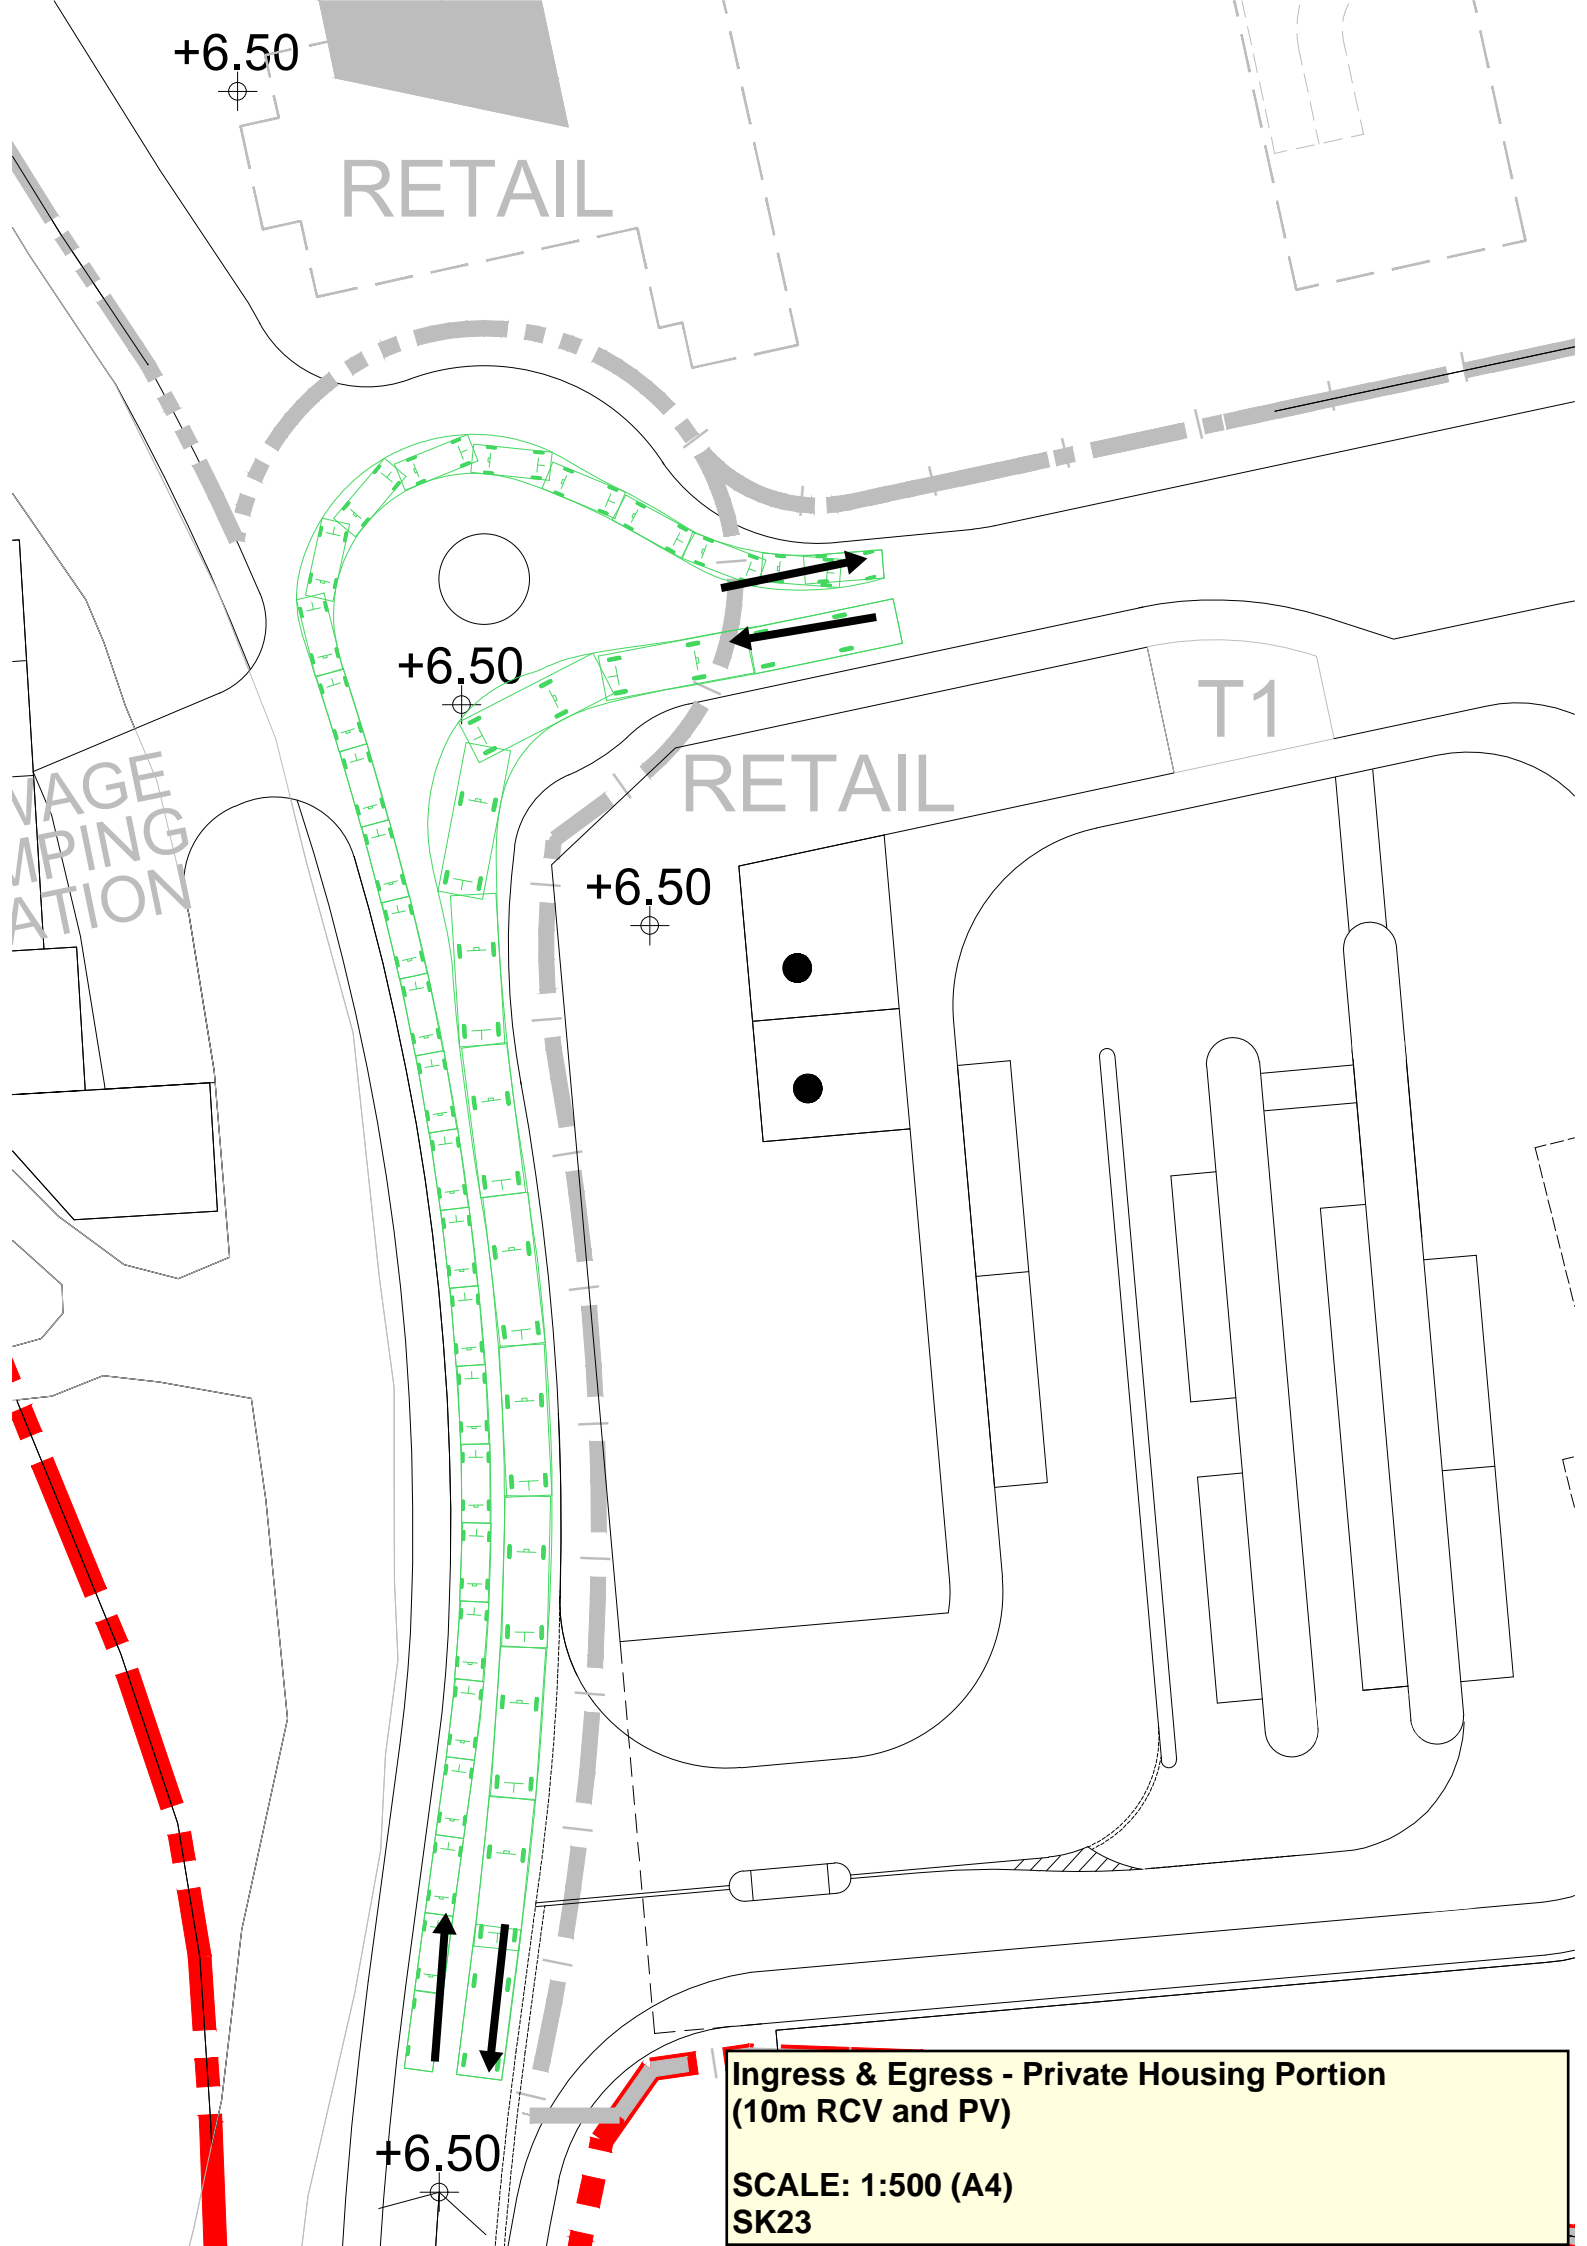 +6.50
RETAIL
+6.50
T1
RETAIL
+6.50
+6.50
Ingress & Egress - Private Housing Portion
(10m RCV and PV)
SCALE: 1:500 (A4)
SK23